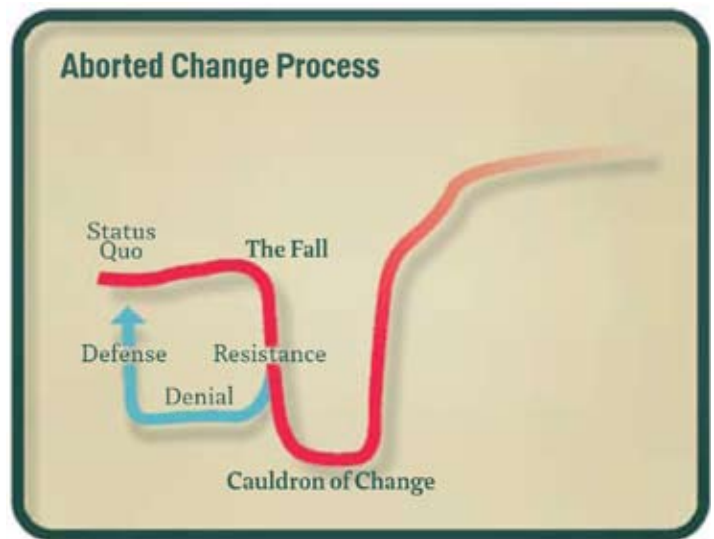 Aborted Change Process
Status
Quo
The Fall
Defense
Resistance
Denial
Cauldron of Change